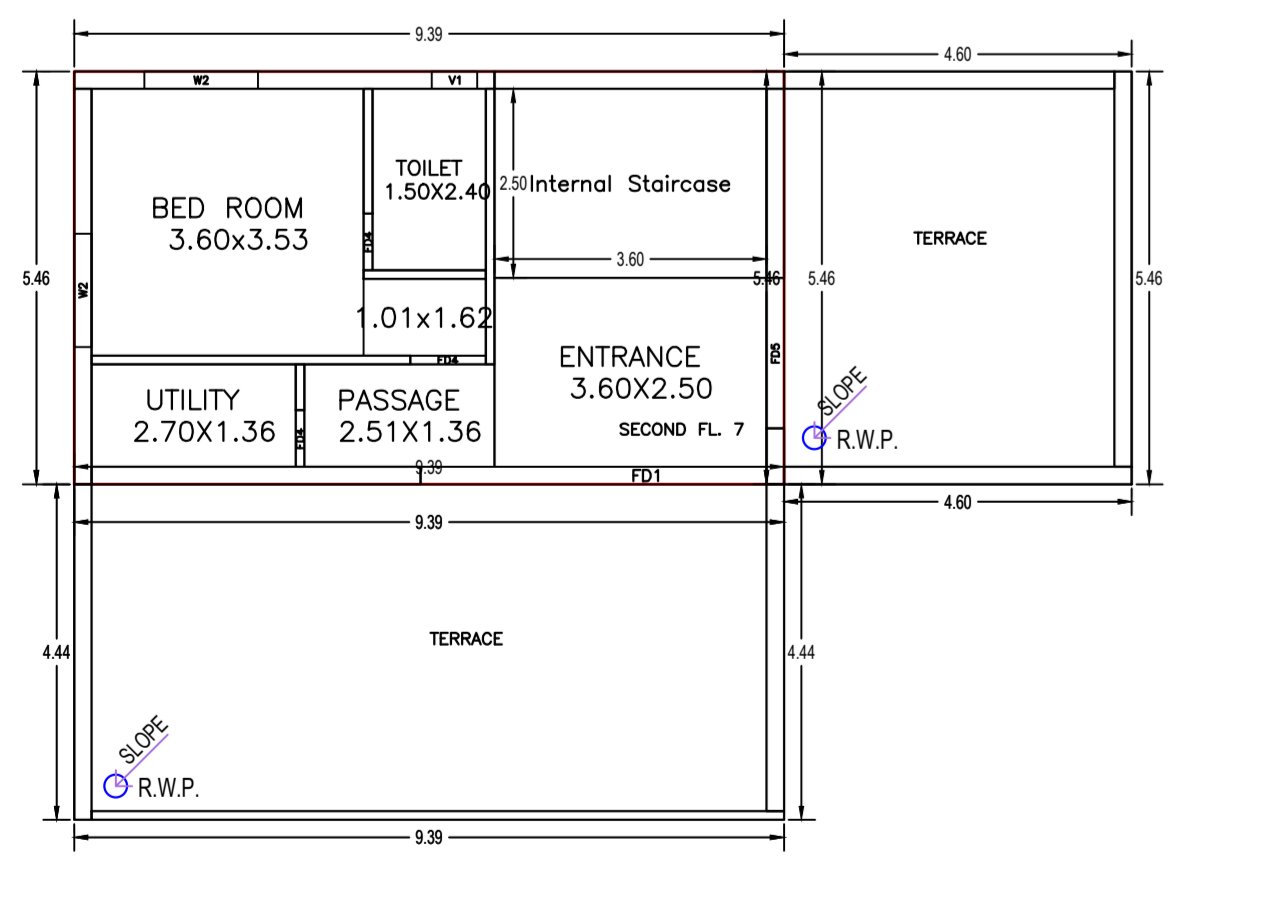 9.39
4.60
W2
V1
TOILET
1.50X2.40
2.50
Internal Staircase
BED ROOM
3.60x3.53
FD4
TERRACE
3.60
5.46
W2
5.46
5.46
5.46
1.01x1.62
FD4
ENTRANCE
3.60X2.50
FD5
UTILITY
2.70X1.36
FD4
PASSAGE
2.51X1.36
SECOND FL. 7
SLOPE
R.W.P.
9.39
FD1
4.60
9.39
TERRACE
4.44
4.44
SLOPE
R.W.P.
9.39